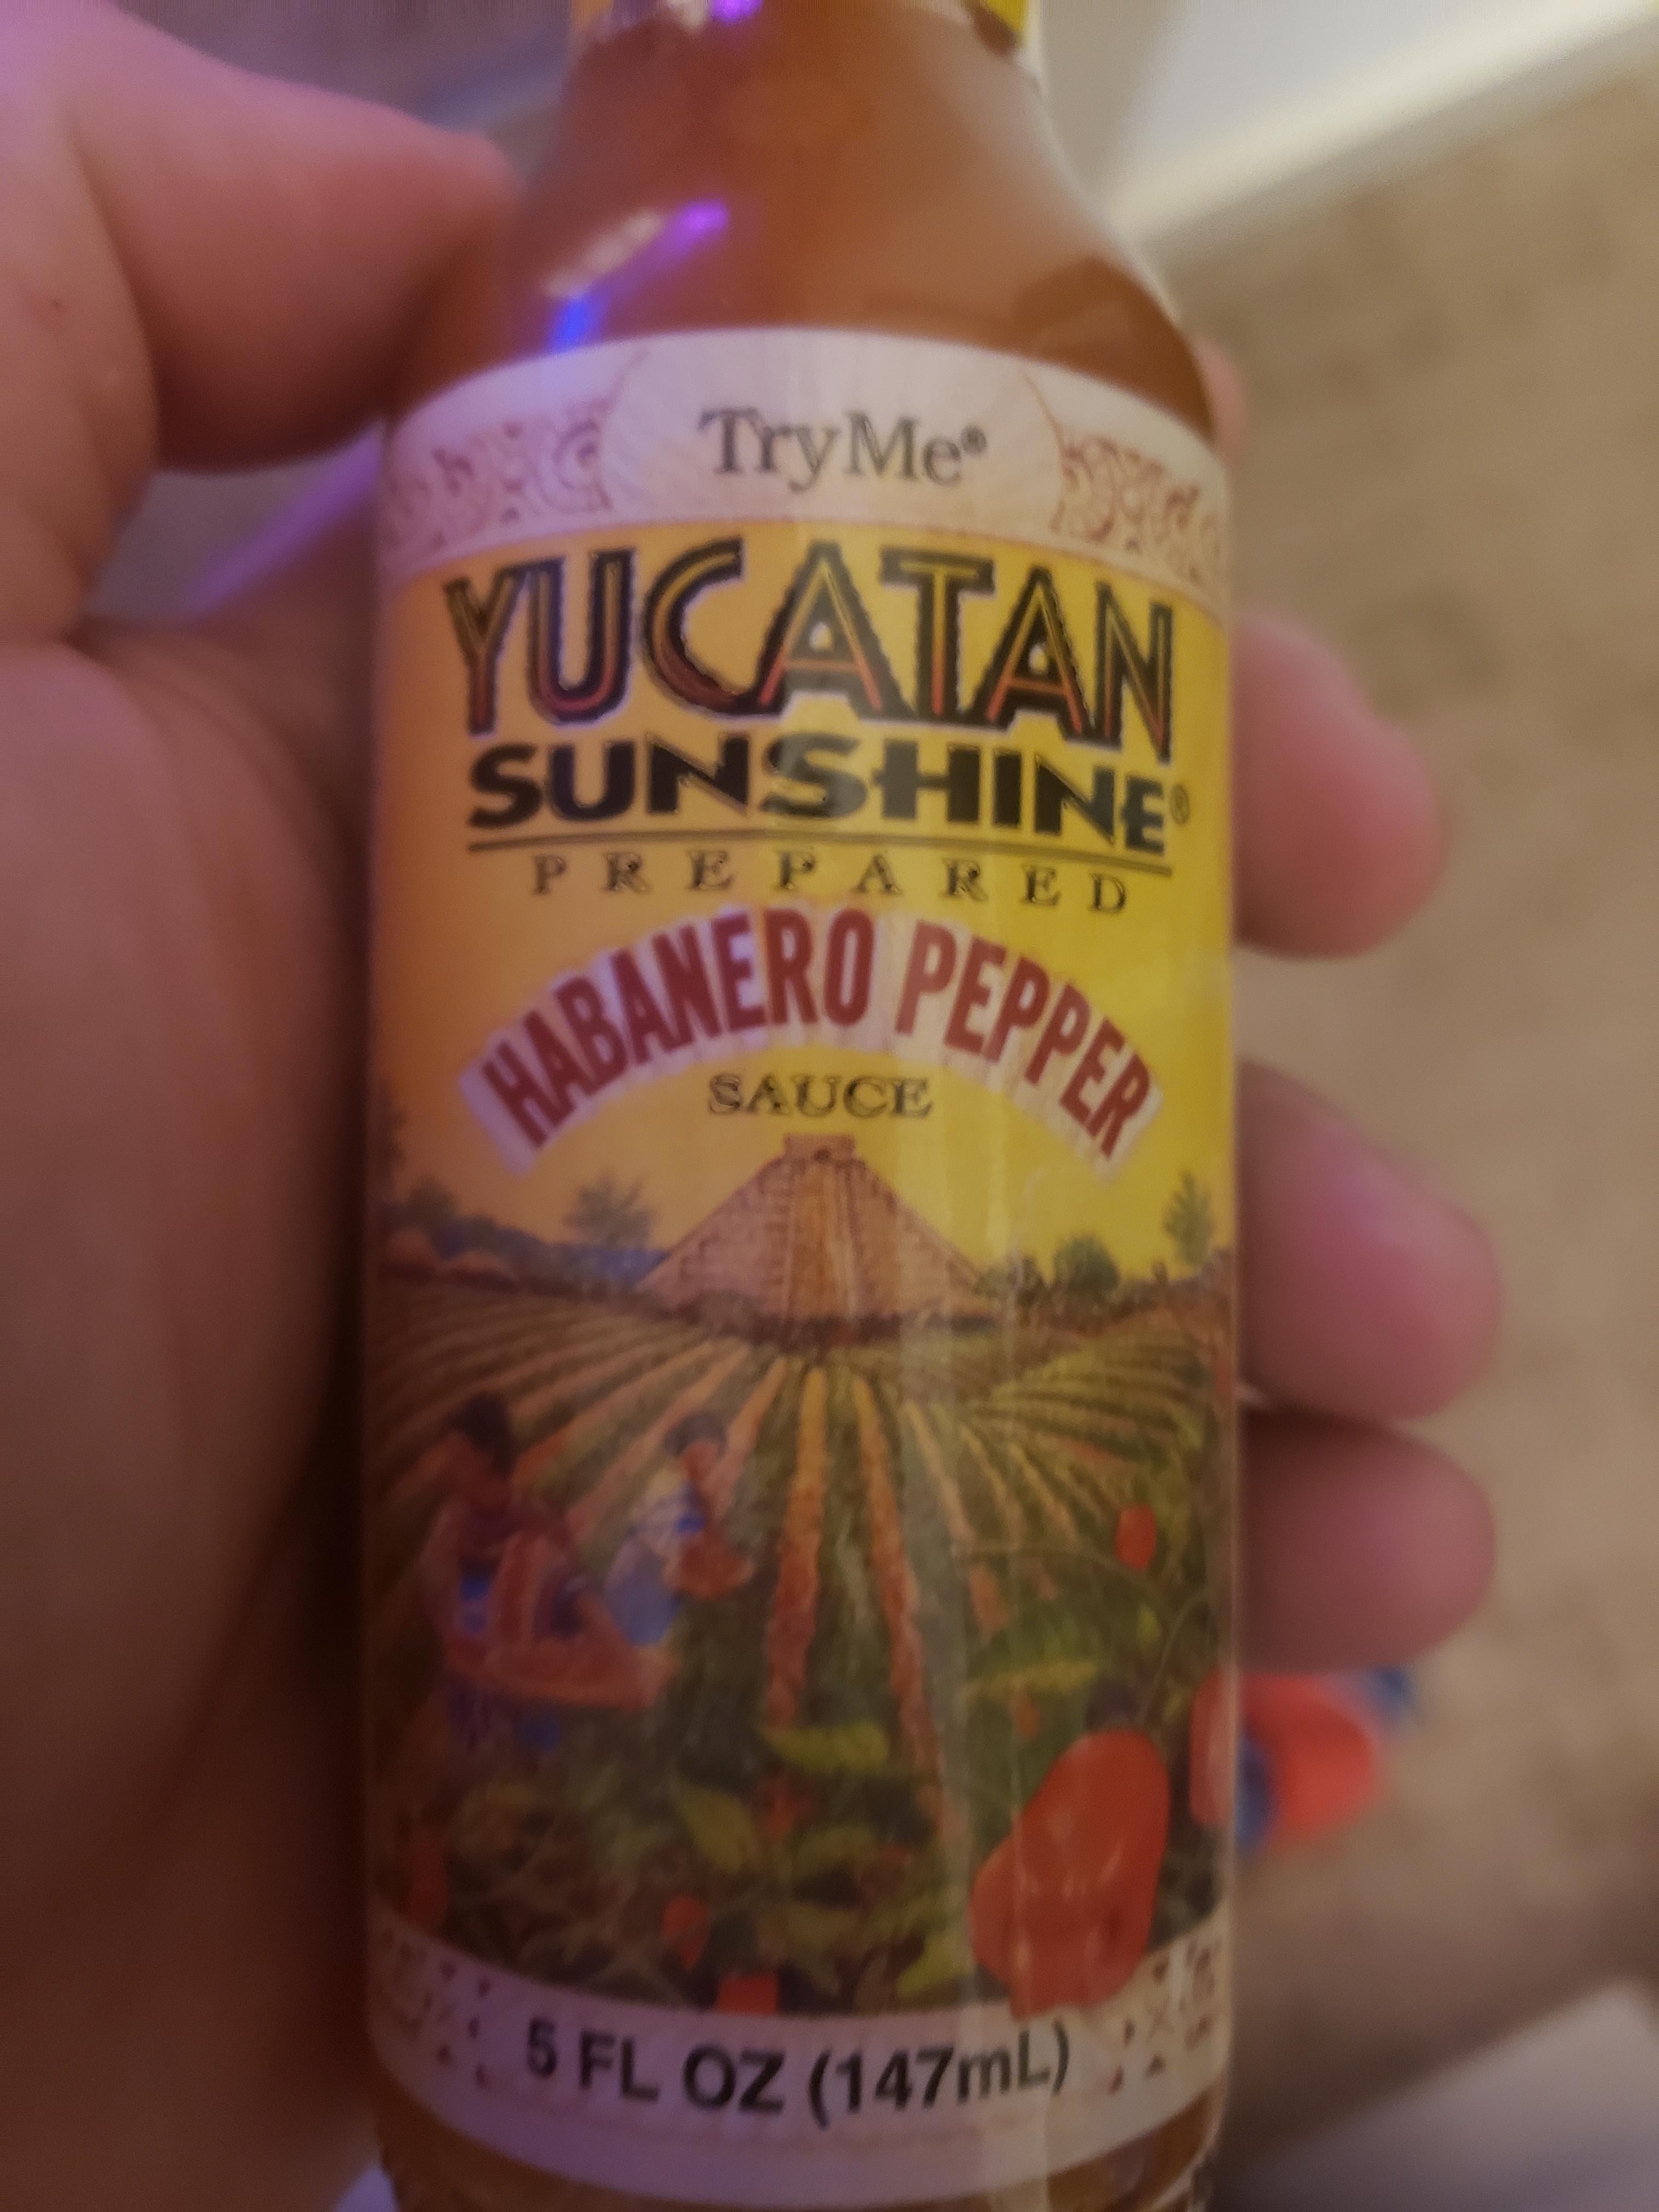 TryMe®
YUCATAN
SUNSHINE®
PREPARED
HABANERO PEPPER
SAUCE
5 FL OZ (147mL)